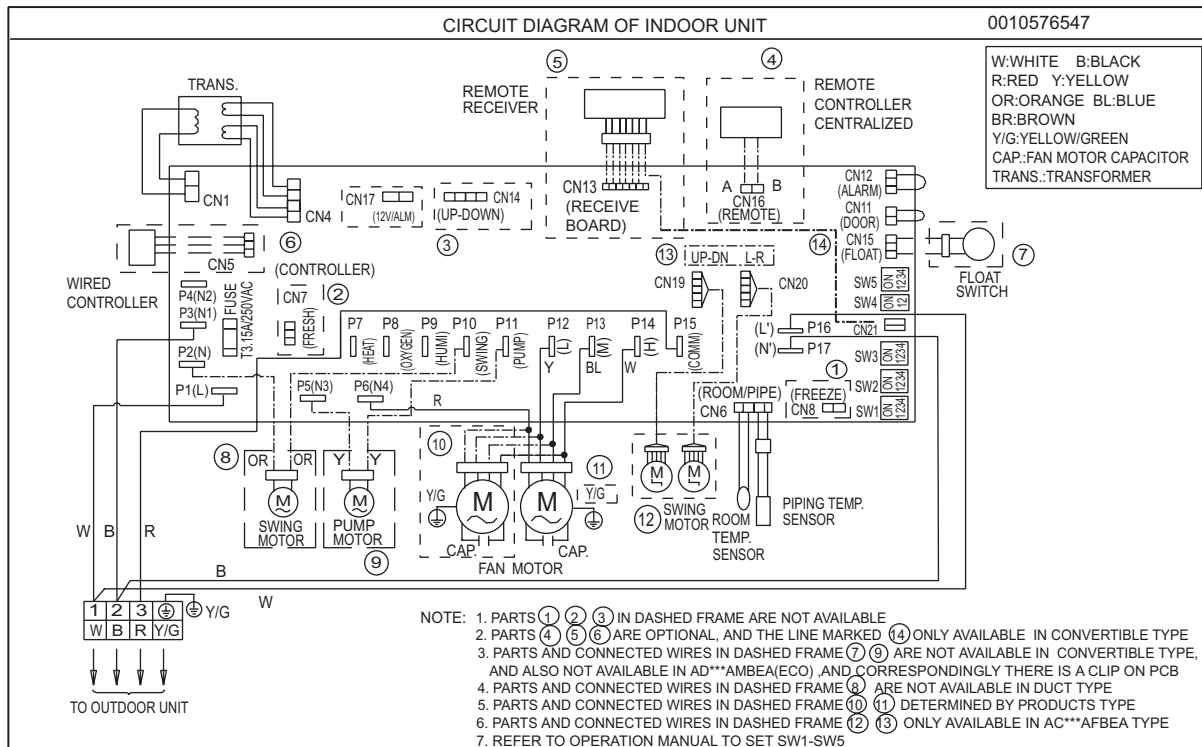 CIRCUIT DIAGRAM OF INDOOR UNIT
0010576547
W:WHITE B:BLACK
R:RED Y:YELLOW
OR:ORANGE BL:BLUE
BR:BROWN
Y/G:YELLOW/GREEN
CAP.:FAN MOTOR CAPACITOR
TRANS.:TRANSFORMER
TRANS.
5
REMOTE
RECEIVER
4
REMOTE
CONTROLLER
CENTRALIZED
CN1
CN4
CN17
(12V/ALM)
CN14
(UP-DOWN)
3
CN13
(RECEIVE
BOARD)
A B
CN16
(REMOTE)
CN12
(ALARM)
CN11
(DOOR)
CN15
(FLOAT)
7
FLOAT
SWITCH
WIRED
CONTROLLER
CN5
6
(CONTROLLER)
P4(N2)
P3(N1)
P2(N)
P1(L)
FUSE
T3.15A/250VAC
CN7
(FRESH)
2
P7
(HEAT)
P8
(OXYGEN)
P9
(HUMI)
P10
(SWING)
P11
(PUMP)
P12
(L)
P13
(M)
P14
(H)
P15
(COMM)
Y
BL
W
13
UP-DN L-R
CN19
CN20
14
SW5
ON
1234
SW4
ON
12
CN21
(L') P16
(N') P17
SW3
ON
1234
SW2
ON
1234
SW1
ON
1234
1
(FREEZE)
CN8
(ROOM/PIPE)
CN6
P5(N3)
P6(N4)
R
8
OR OR
M
SWING
MOTOR
Y Y
M
PUMP
MOTOR
9
10
Y/G
M
CAP.
M
CAP.
FAN MOTOR
11
Y/G
M M
12
SWING
MOTOR
ROOM
TEMP.
SENSOR
PIPING TEMP.
SENSOR
W B R
B
W
1 2 3
W B R Y/G
Y/G
TO OUTDOOR UNIT
NOTE: 1. PARTS 1 2 3 IN DASHED FRAME ARE NOT AVAILABLE
2. PARTS 4 5 6 ARE OPTIONAL, AND THE LINE MARKED 14 ONLY AVAILABLE IN CONVERTIBLE TYPE
3. PARTS AND CONNECTED WIRES IN DASHED FRAME 7 9 ARE NOT AVAILABLE IN CONVERTIBLE TYPE,
AND ALSO NOT AVAILABLE IN AD***AMBEA(ECO) ,AND CORRESPONDINGLY THERE IS A CLIP ON PCB
4. PARTS AND CONNECTED WIRES IN DASHED FRAME 8 ARE NOT AVAILABLE IN DUCT TYPE
5. PARTS AND CONNECTED WIRES IN DASHED FRAME 10 11 DETERMINED BY PRODUCTS TYPE
6. PARTS AND CONNECTED WIRES IN DASHED FRAME 12 13 ONLY AVAILABLE IN AC***AFBEA TYPE
7. REFER TO OPERATION MANUAL TO SET SW1-SW5